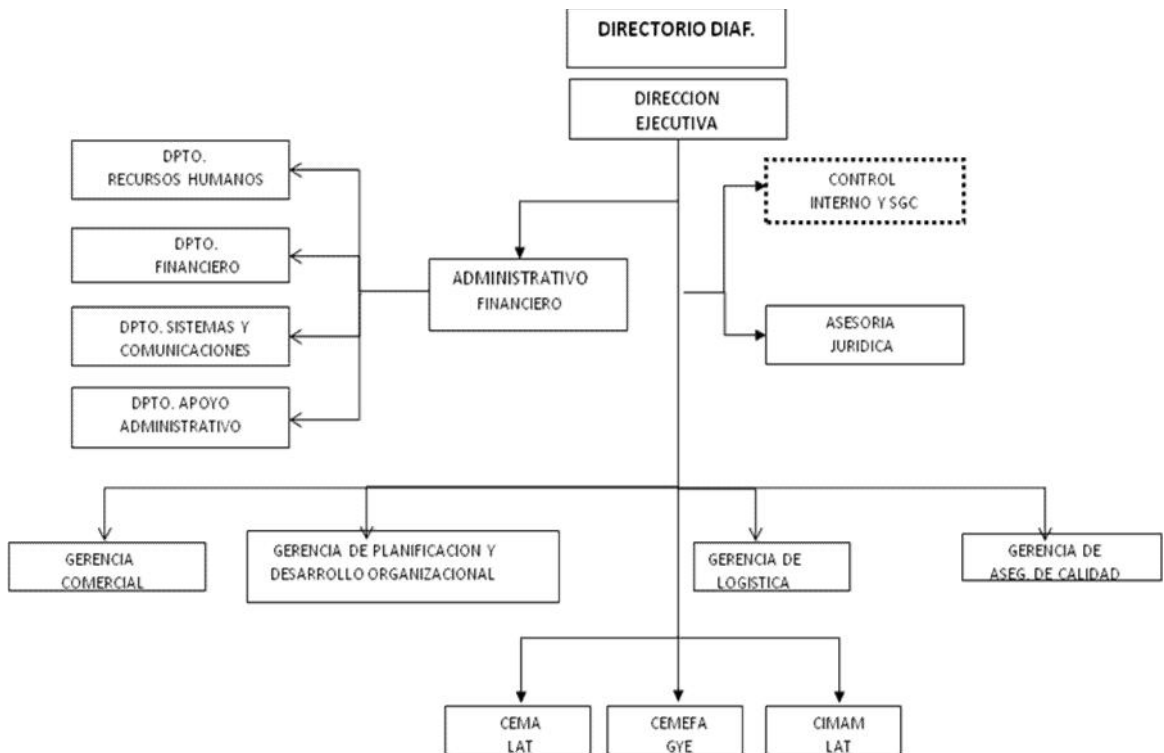 DIRECTORIO DIAF.
DIRECCION
EJECUTIVA
DPTO.
RECURSOS HUMANOS
CONTROL
INTERNO Y SGC
DPTO.
FINANCIERO
ADMINISTRATIVO
FINANCIERO
DPTO. SISTEMAS Y
COMUNICACIONES
ASESORIA
JURIDICA
DPTO. APOYO
ADMINISTRATIVO
GERENCIA
COMERCIAL
GERENCIA DE PLANIFICACION Y
DESARROLLO ORGANIZACIONAL
GERENCIA DE
LOGISTICA
GERENCIA DE
ASEG. DE CALIDAD
CEMA
LAT
CEMEFA
GYE
CIMAM
LAT